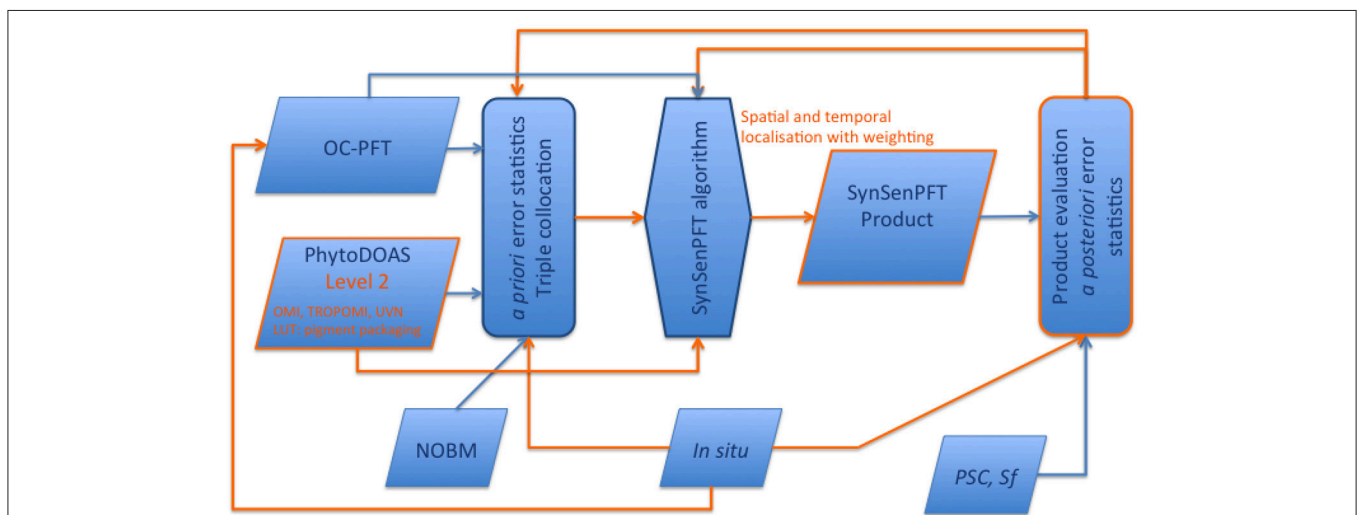 OC-PFT
PhytoDOAS
Level 2
OMI, TROPOMI, UVN
LUT: pigment packaging
a priori error statistics
Triple collocation
SynSenPFT algorithm
Spatial and temporal
localisation with weighting
SynSenPFT
Product
Product evaluation
a posteriori error
statistics
NOBM
In situ
PSC, Sf